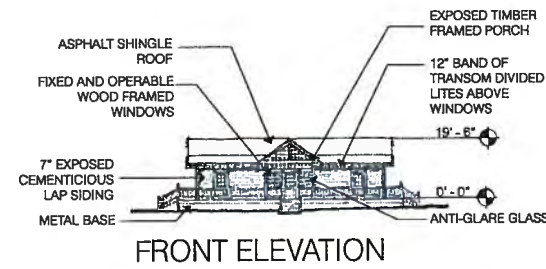 ASPHALT SHINGLE
ROOF
FIXED AND OPERABLE
WOOD FRAMED
WINDOWS
7" EXPOSED
CEMENTICIOUS
LAP SIDING
METAL BASE
EXPOSED TIMBER
FRAMED PORCH
12" BAND OF
TRANSOM DIVIDED
LITES ABOVE
WINDOWS
19' - 6"
0' - 0"
ANTI-GLARE GLASS
FRONT ELEVATION